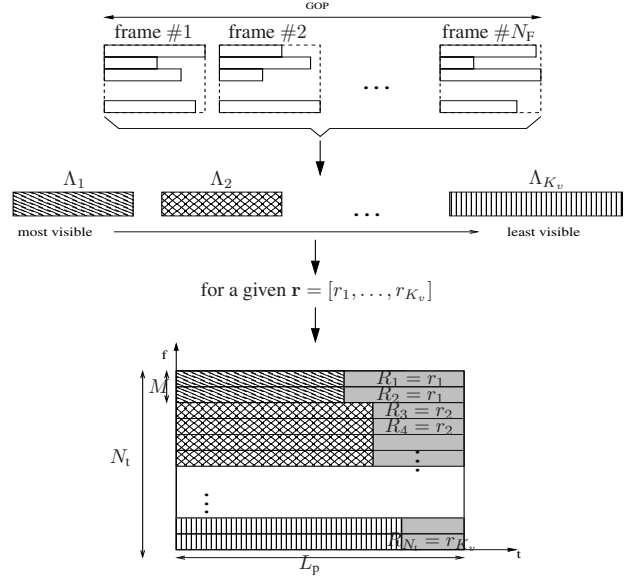 GOP
frame #1 frame #2 frame #N_F
...
Λ_1 Λ_2 Λ_{K_v}
...
most visible least visible
for a given r = [r_1, . . . , r_{K_v}]
f
M R_1 = r_1
R_2 = r_1
R_3 = r_2
R_4 = r_2
N_t
R_{N_t} = r_{K_v}
t
L_p